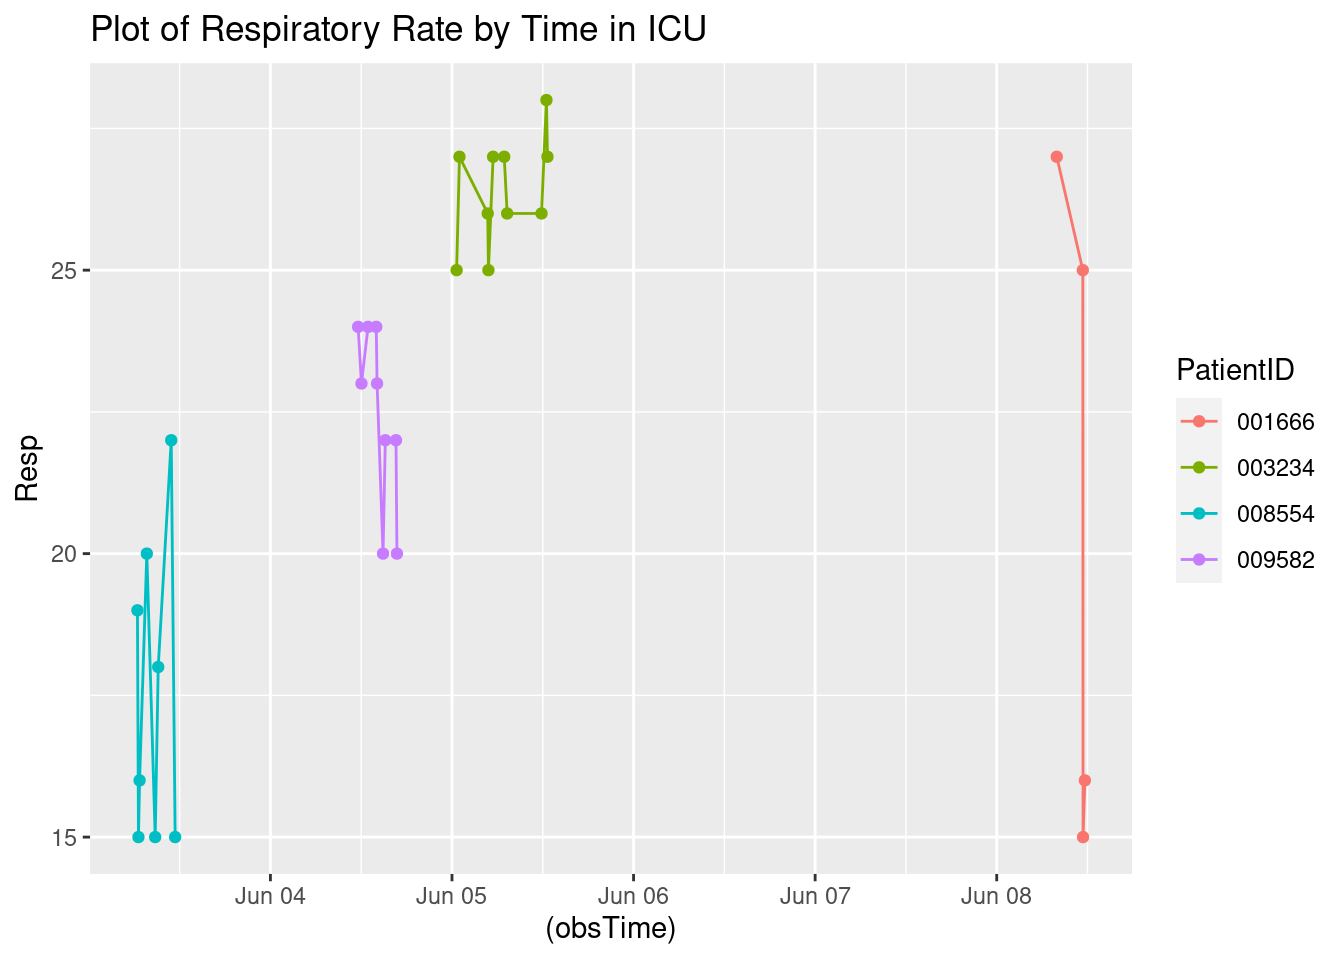 Plot of Respiratory Rate by Time in ICU
Resp
25
20
15
Jun 04 Jun 05 Jun 06 Jun 07 Jun 08
(obsTime)
PatientID
001666
003234
008554
009582